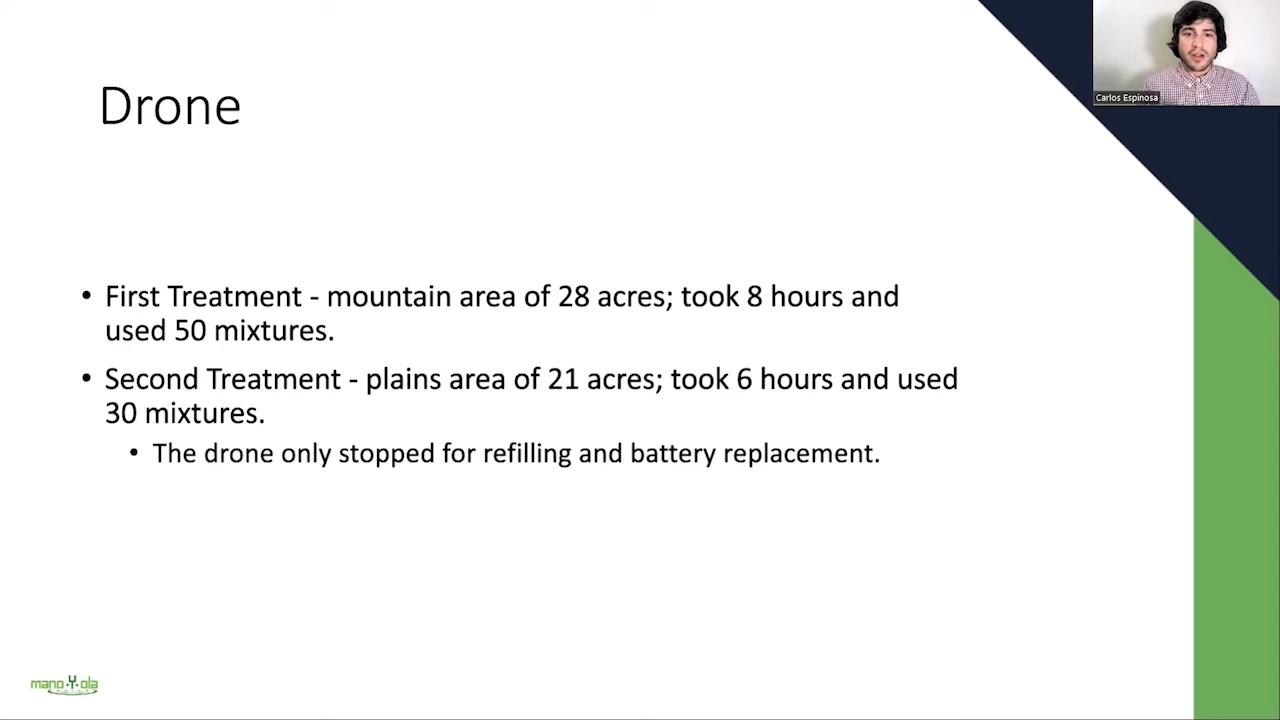 Drone
Carlos Espinosa
• First Treatment - mountain area of 28 acres; took 8 hours and
used 50 mixtures.
• Second Treatment - plains area of 21 acres; took 6 hours and used
30 mixtures.
• The drone only stopped for refilling and battery replacement.
mano Y ola